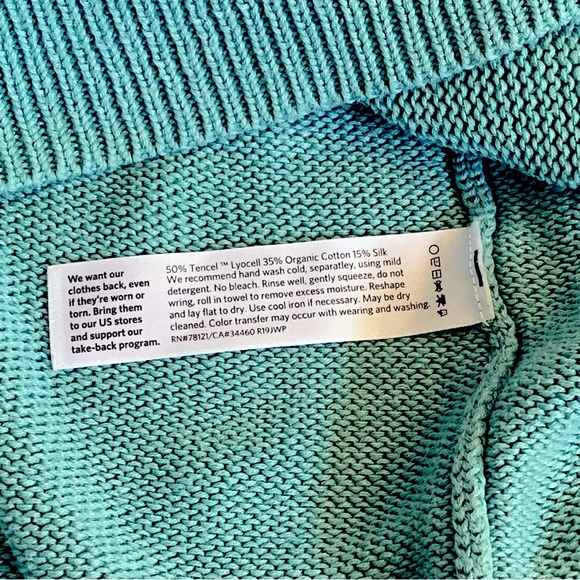 We want our
clothes back, even
if they're worn or
torn. Bring them
to our US stores
and support our
take-back program.
50% Tencel™ Lyocell 35% Organic Cotton 15% Silk
We recommend hand wash cold, separatley, using mild
detergent. No bleach. Rinse well, gently squeeze, do not
wring, roll in towel to remove excess moisture. Reshape
and lay flat to dry. Use cool iron if necessary. May be dry
cleaned. Color transfer may occur with wearing and washing.
RN#78121/CA#34460 R19JWP